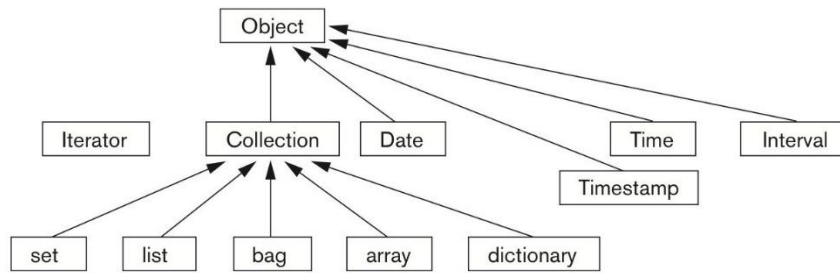 Object
Iterator
Collection
Date
Time
Interval
Timestamp
set
list
bag
array
dictionary